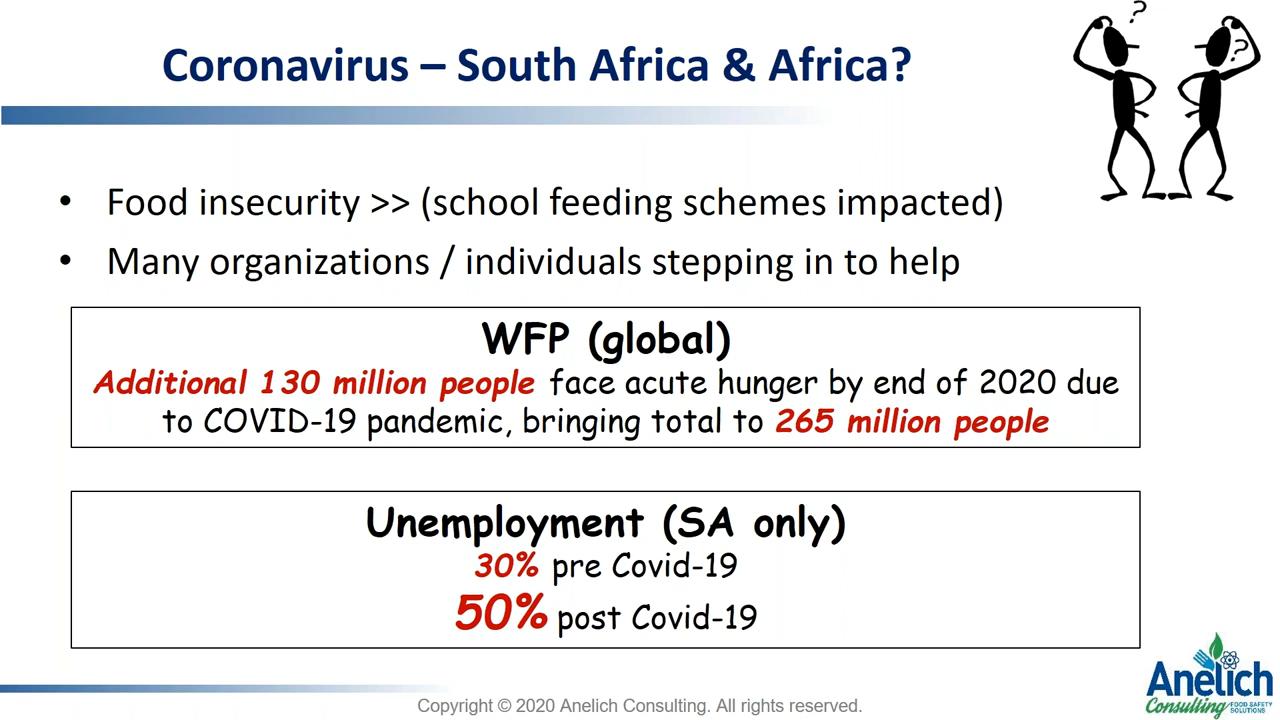 Coronavirus – South Africa & Africa?
?
?
• Food insecurity >> (school feeding schemes impacted)
• Many organizations / individuals stepping in to help
WFP (global)
Additional 130 million people face acute hunger by end of 2020 due
to COVID-19 pandemic, bringing total to 265 million people
Unemployment (SA only)
30% pre Covid-19
50% post Covid-19
Copyright © 2020 Anelich Consulting. All rights reserved.
Anelich
Consulting FOOD SAFETY
SOLUTIONS